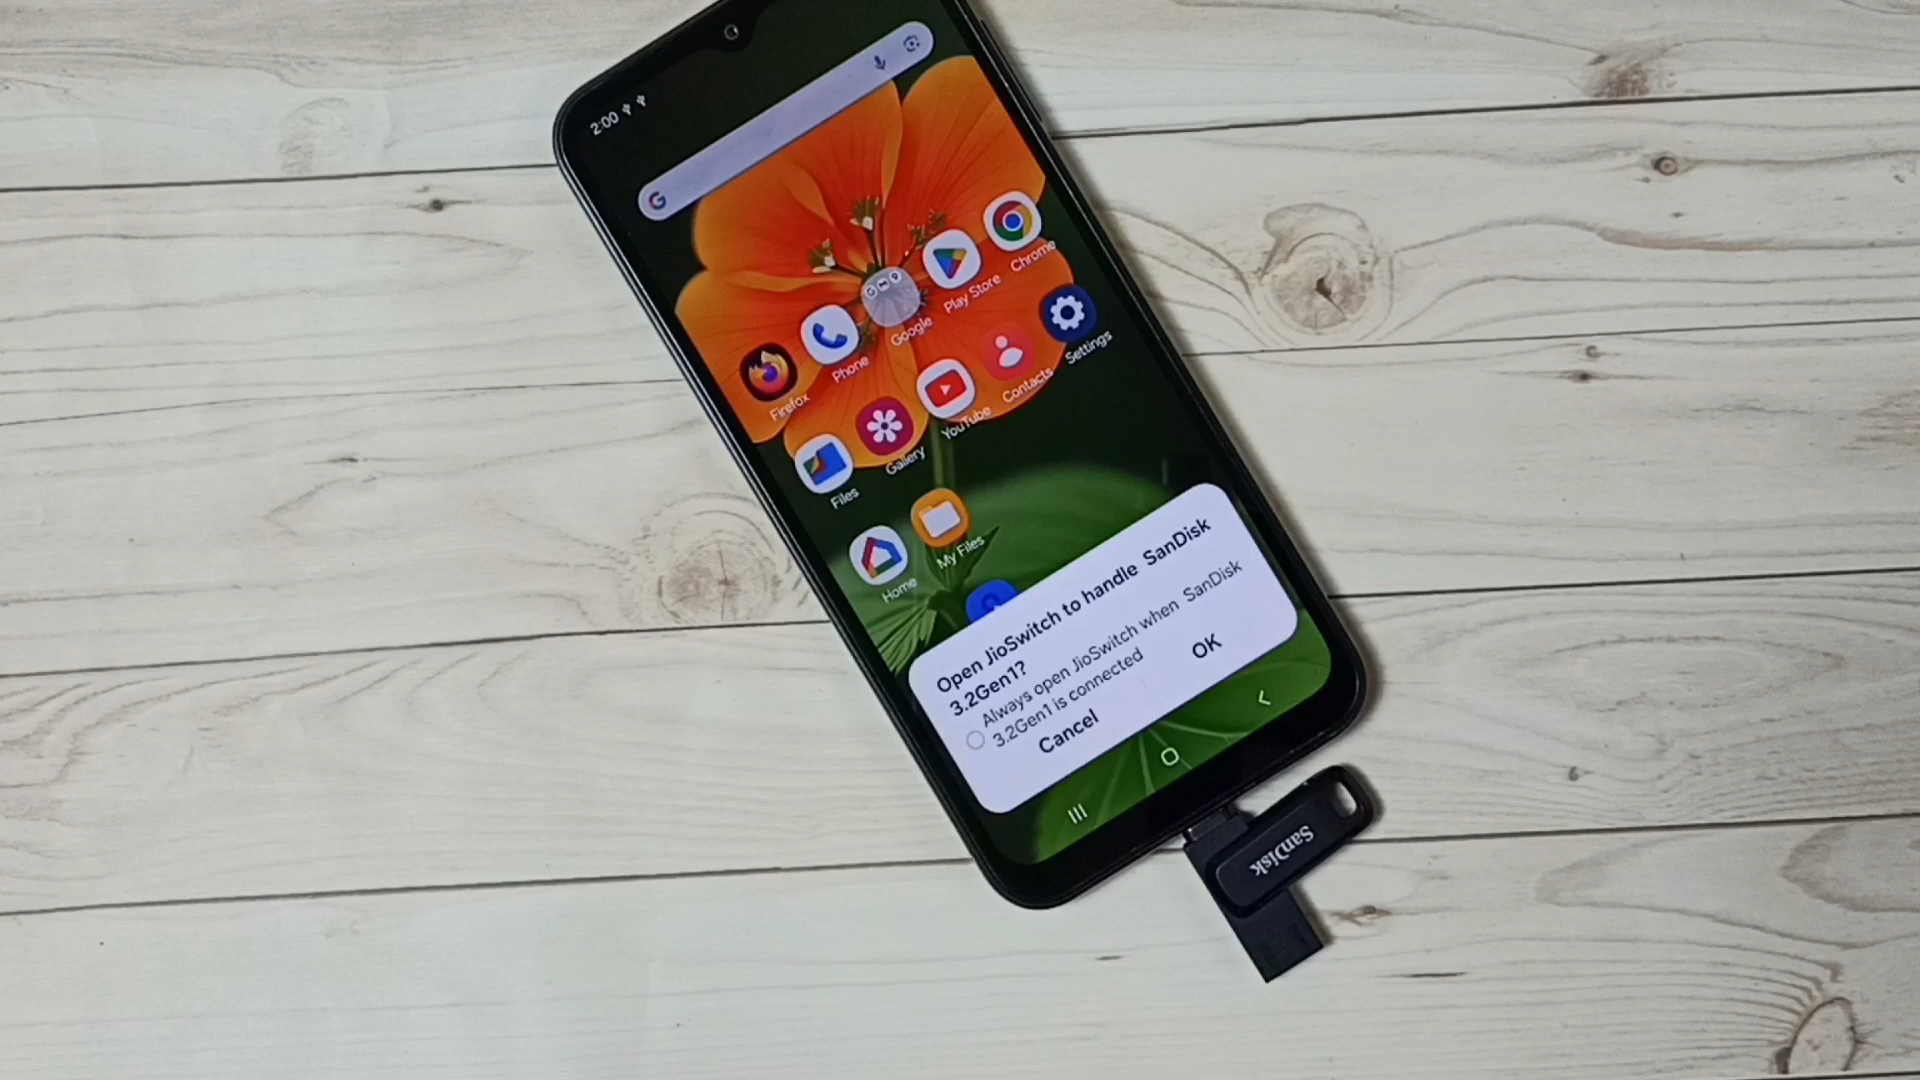 2:00
G
Firefox
Phone
Google
Play Store
Chrome
Files
Gallery
YouTube
Contacts
Settings
Home
My Files
Open JioSwitch to handle SanDisk
3.2Gen1?
Always open JioSwitch when SanDisk
3.2Gen1 is connected
Cancel
OK
SanDisk